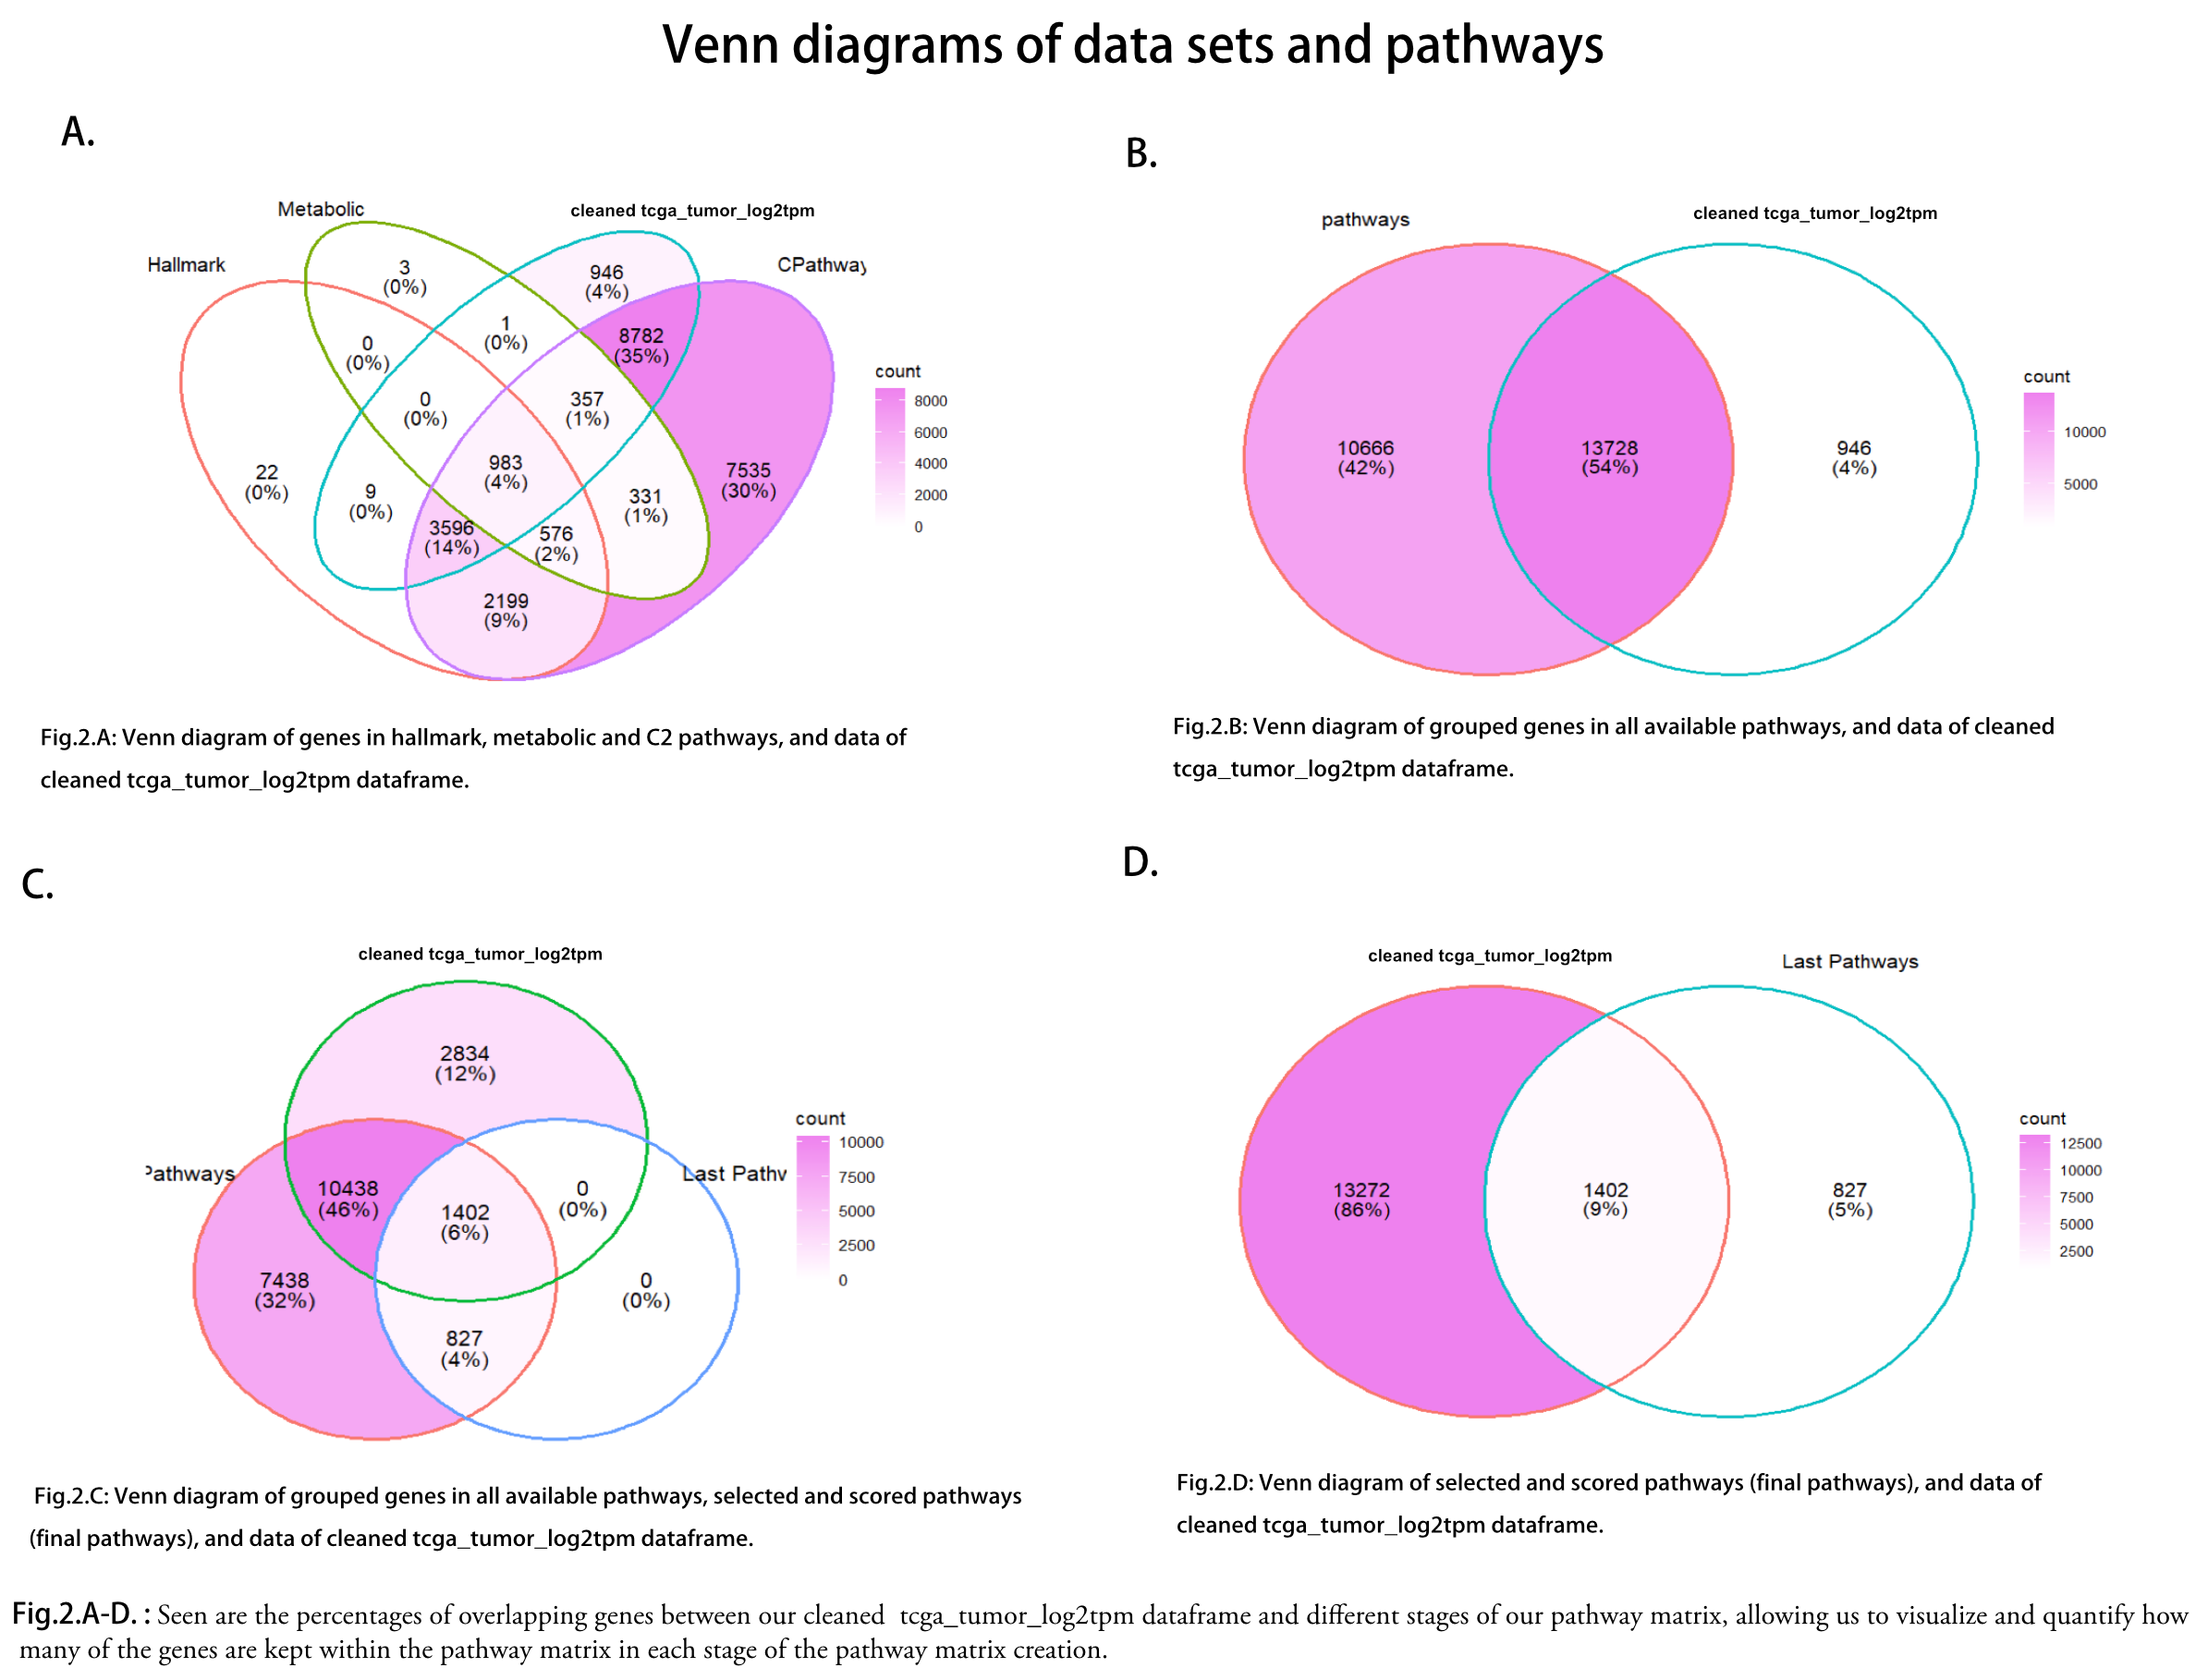 Venn diagrams of data sets and pathways
A.
Metabolic
cleaned tcga_tumor_log2tpm
Hallmark
CPathway
3
(0%)
946
(4%)
0
(0%)
1
(0%)
8782
(35%)
0
(0%)
357
(1%)
22
(0%)
9
(0%)
983
(4%)
331
(1%)
7535
(30%)
3596
(14%)
576
(2%)
2199
(9%)
count
8000
6000
4000
2000
0
Fig.2.A: Venn diagram of genes in hallmark, metabolic and C2 pathways, and data of
cleaned tcga_tumor_log2tpm dataframe.
B.
pathways
cleaned tcga_tumor_log2tpm
10666
(42%)
13728
(54%)
946
(4%)
count
10000
5000
Fig.2.B: Venn diagram of grouped genes in all available pathways, and data of cleaned
tcga_tumor_log2tpm dataframe.
C.
cleaned tcga_tumor_log2tpm
Pathways
Last Pathw
2834
(12%)
10438
(46%)
1402
(6%)
0
(0%)
7438
(32%)
0
(0%)
827
(4%)
count
10000
7500
5000
2500
0
Fig.2.C: Venn diagram of grouped genes in all available pathways, selected and scored pathways
(final pathways), and data of cleaned tcga_tumor_log2tpm dataframe.
D.
cleaned tcga_tumor_log2tpm
Last Pathways
13272
(86%)
1402
(9%)
827
(5%)
count
12500
10000
7500
5000
2500
Fig.2.D: Venn diagram of selected and scored pathways (final pathways), and data of
cleaned tcga_tumor_log2tpm dataframe.
Fig.2.A-D. : Seen are the percentages of overlapping genes between our cleaned tcga_tumor_log2tpm dataframe and different stages of our pathway matrix, allowing us to visualize and quantify how
many of the genes are kept within the pathway matrix in each stage of the pathway matrix creation.